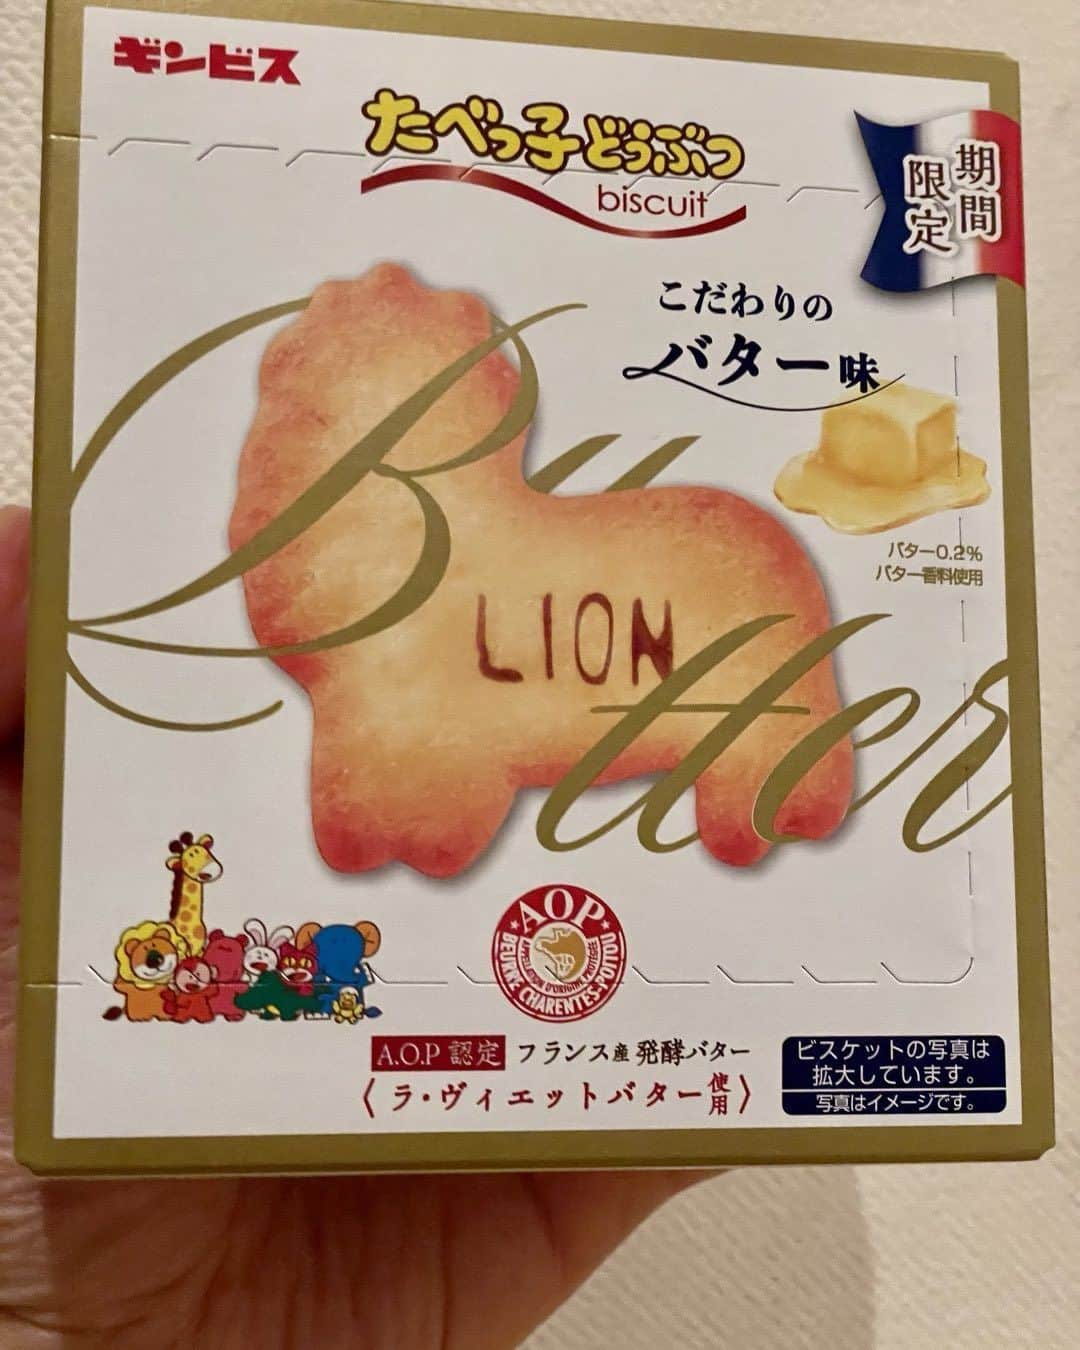 ギンビス
たべっ子どうぶつ
biscuit
期間
限定
こだわりの
バター味
バター0.2%
バター香料使用
Butter
LION
AOP
APPELLATION D'ORIGINE PROTÉGÉE
BEURRE CHARENTES-POITOU
A.O.P 認定 フランス産 発酵バター
〈ラ・ヴィエットバター使用〉
ビスケットの写真は
拡大しています。
写真はイメージです。